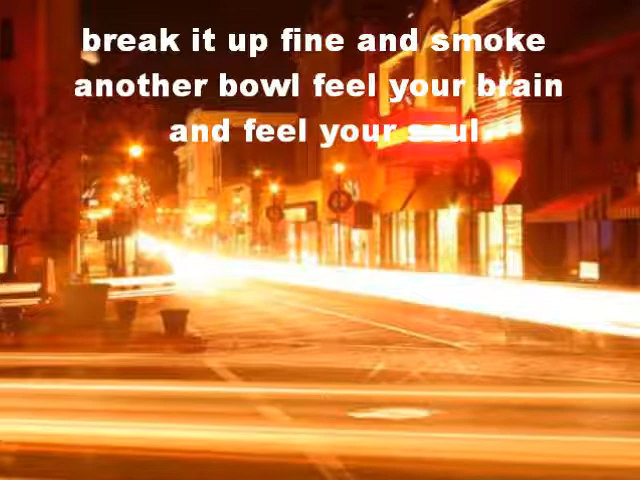 break it up fine and smoke
another bowl feel your brain
and feel your soul